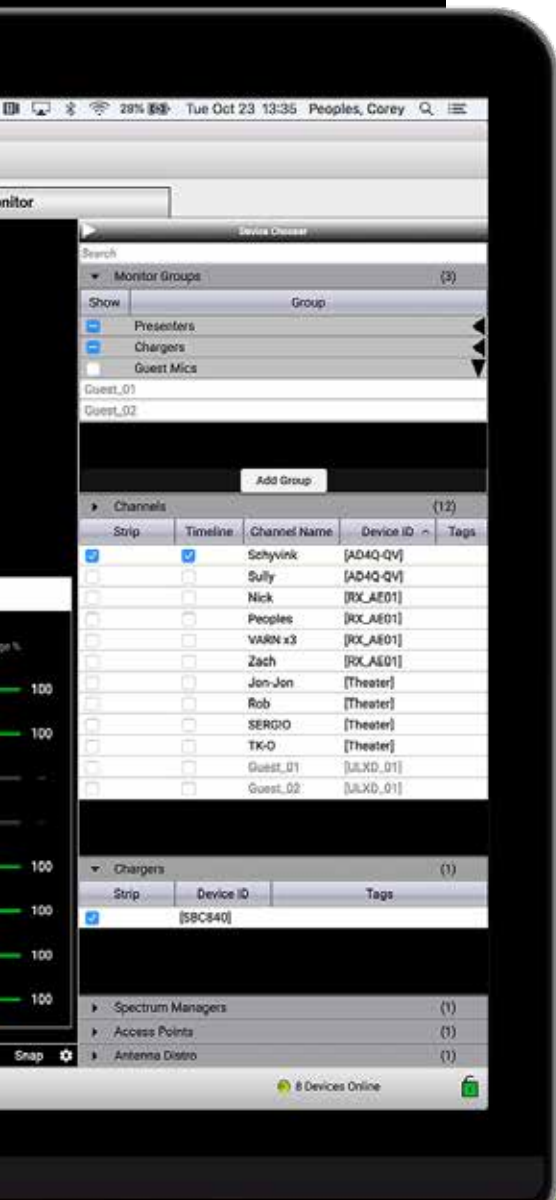 28% Tue Oct 23 13:35 Peoples, Corey
nitor
Device Chooser
Search
Monitor Groups (3)
Show Group
Presenters
Chargers
Guest Mics
Guest_01
Guest_02
Add Group
Channels (12)
Strip Timeline Channel Name Device ID Tags
Schyvink [AD4Q-QV]
Sully [AD4Q-QV]
Nick [RX_AE01]
Peoples [RX_AE01]
VARN x3 [RX_AE01]
Zach [RX_AE01]
Jon-Jon [Theater]
Rob [Theater]
SERGIO [Theater]
TK-O [Theater]
Guest_01 [ULXD_01]
Guest_02 [ULXD_01]
ge %
100
100
--
--
100
100
100
100
Chargers (1)
Strip Device ID Tags
[SBC840]
Spectrum Managers (1)
Access Points (1)
Snap
Antenna Distro (1)
8 Devices Online